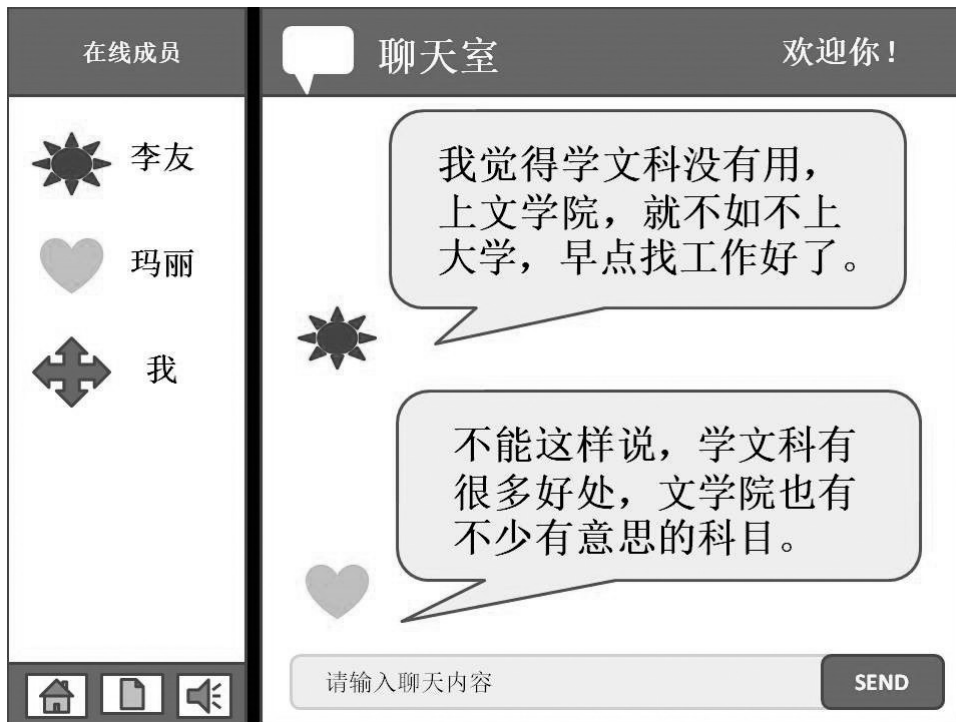 在线成员
李友
玛丽
我
聊天室
欢迎你!
我觉得学文科没有用，
上文学院，就不如不上
大学，早点找工作好了。
不能这样说，学文科有
很多好处，文学院也有
不少有意思的科目。
请输入聊天内容
SEND